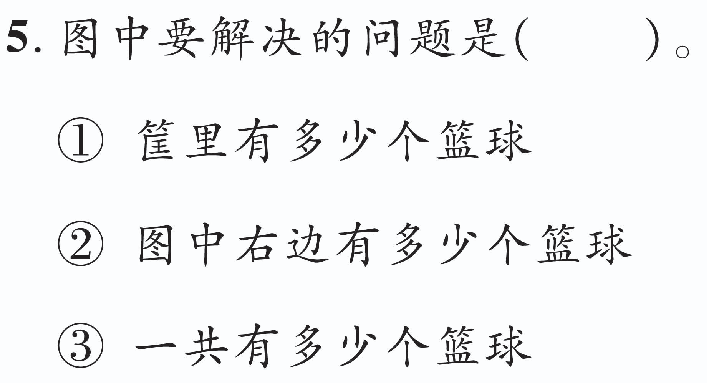 5. 图中要解决的问题是(　　)。
① 筐里有多少个篮球
② 图中右边有多少个篮球
③ 一共有多少个篮球